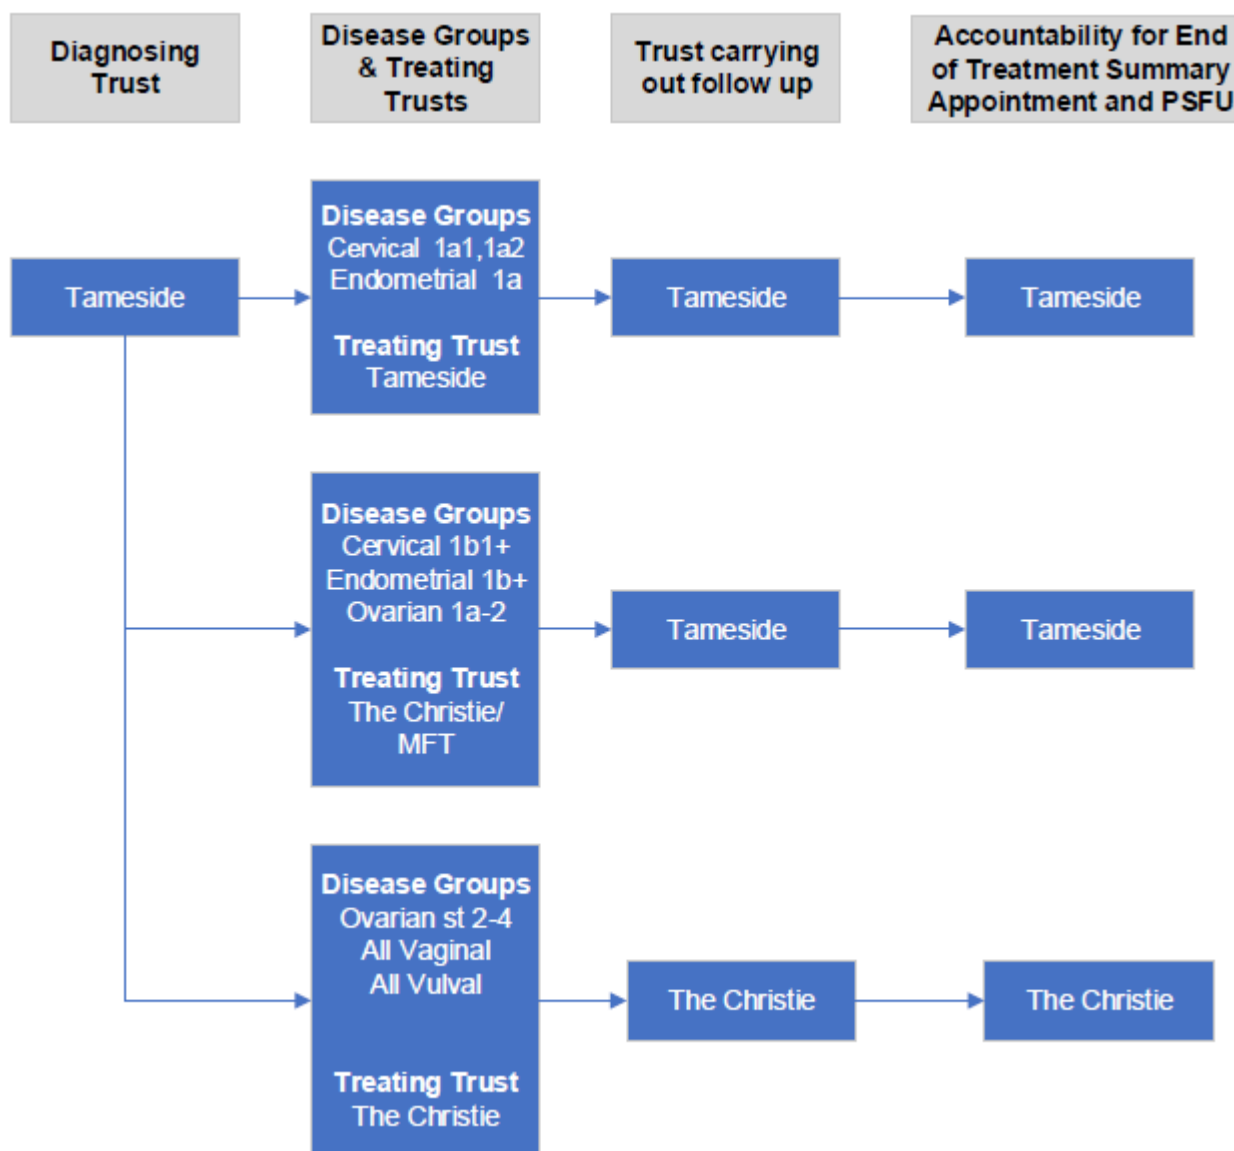 Diagnosing
Trust
Disease Groups
& Treating
Trusts
Trust carrying
out follow up
Accountability for End
of Treatment Summary
Appointment and PSFU
Tameside
Disease Groups
Cervical 1a1,1a2
Endometrial 1a
Treating Trust
Tameside
Tameside
Tameside
Disease Groups
Cervical 1b1+
Endometrial 1b+
Ovarian 1a-2
Treating Trust
The Christie/
MFT
Tameside
Tameside
Disease Groups
Ovarian st 2-4
All Vaginal
All Vulval
Treating Trust
The Christie
The Christie
The Christie